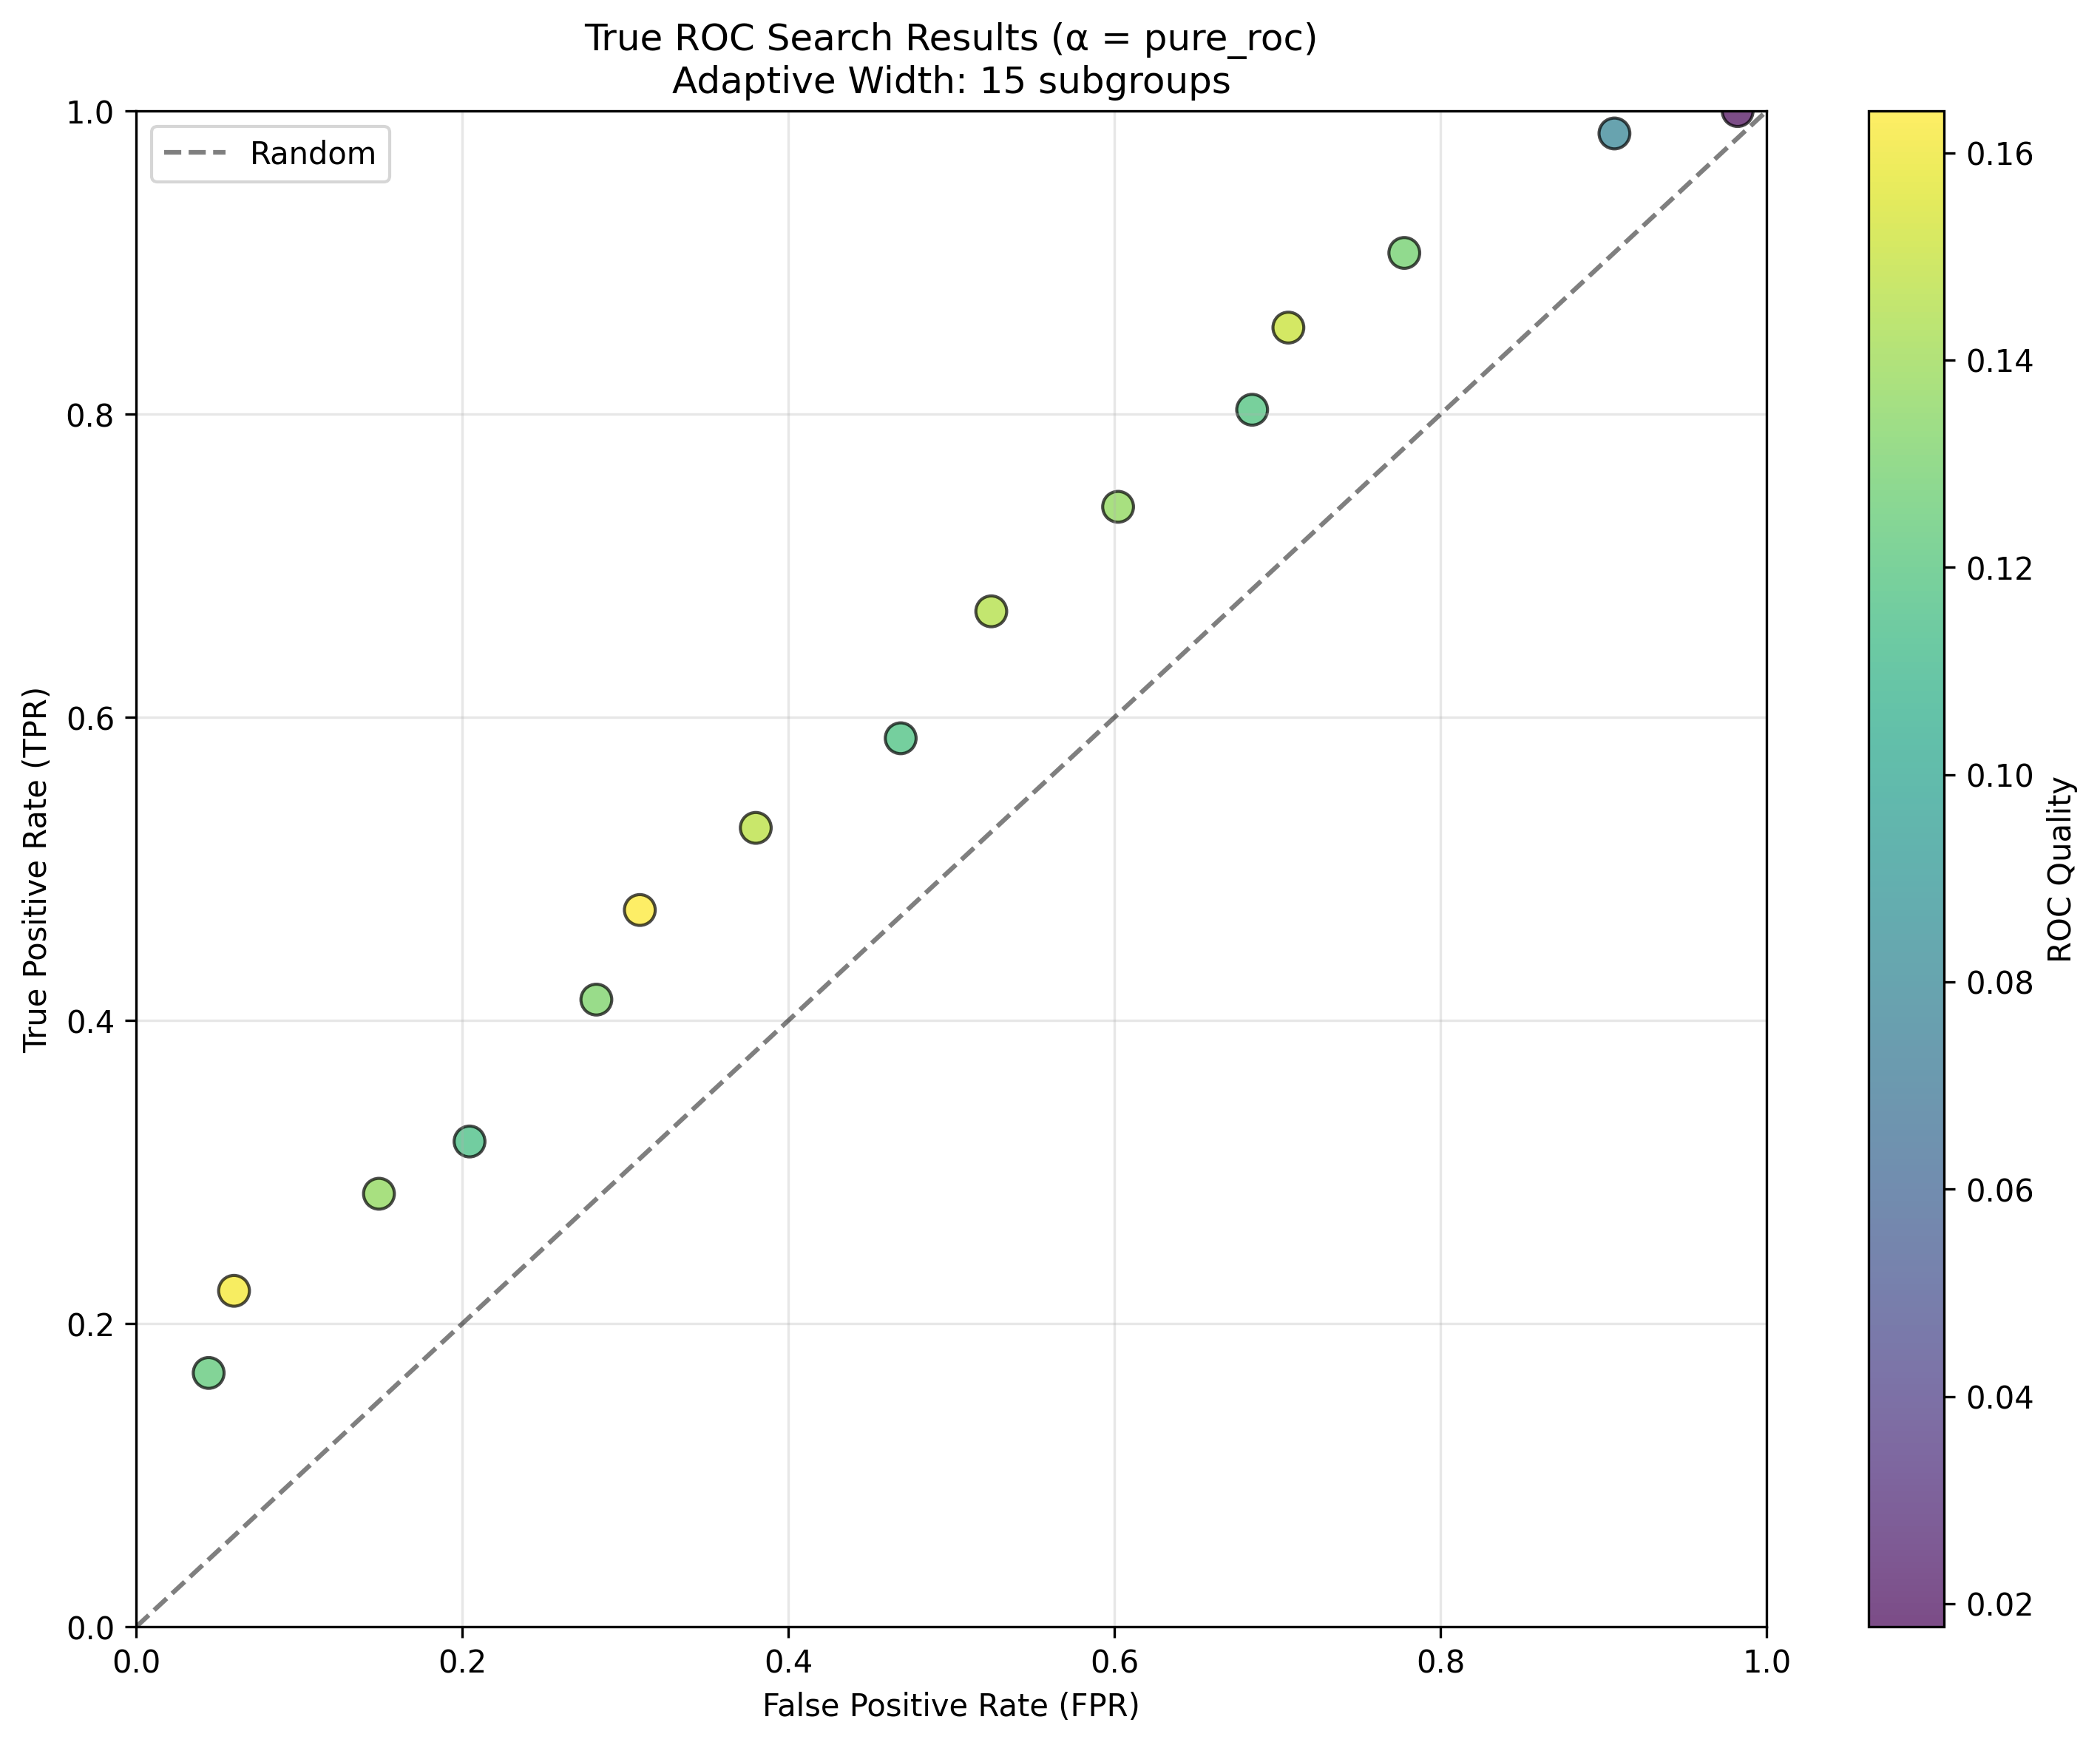 True ROC Search Results (α = pure_roc)
Adaptive Width: 15 subgroups
Random
True Positive Rate (TPR)
1.0
0.8
0.6
0.4
0.2
0.0
0.0 0.2 0.4 0.6 0.8 1.0
False Positive Rate (FPR)
0.16
0.14
0.12
0.10
0.08
0.06
0.04
0.02
ROC Quality